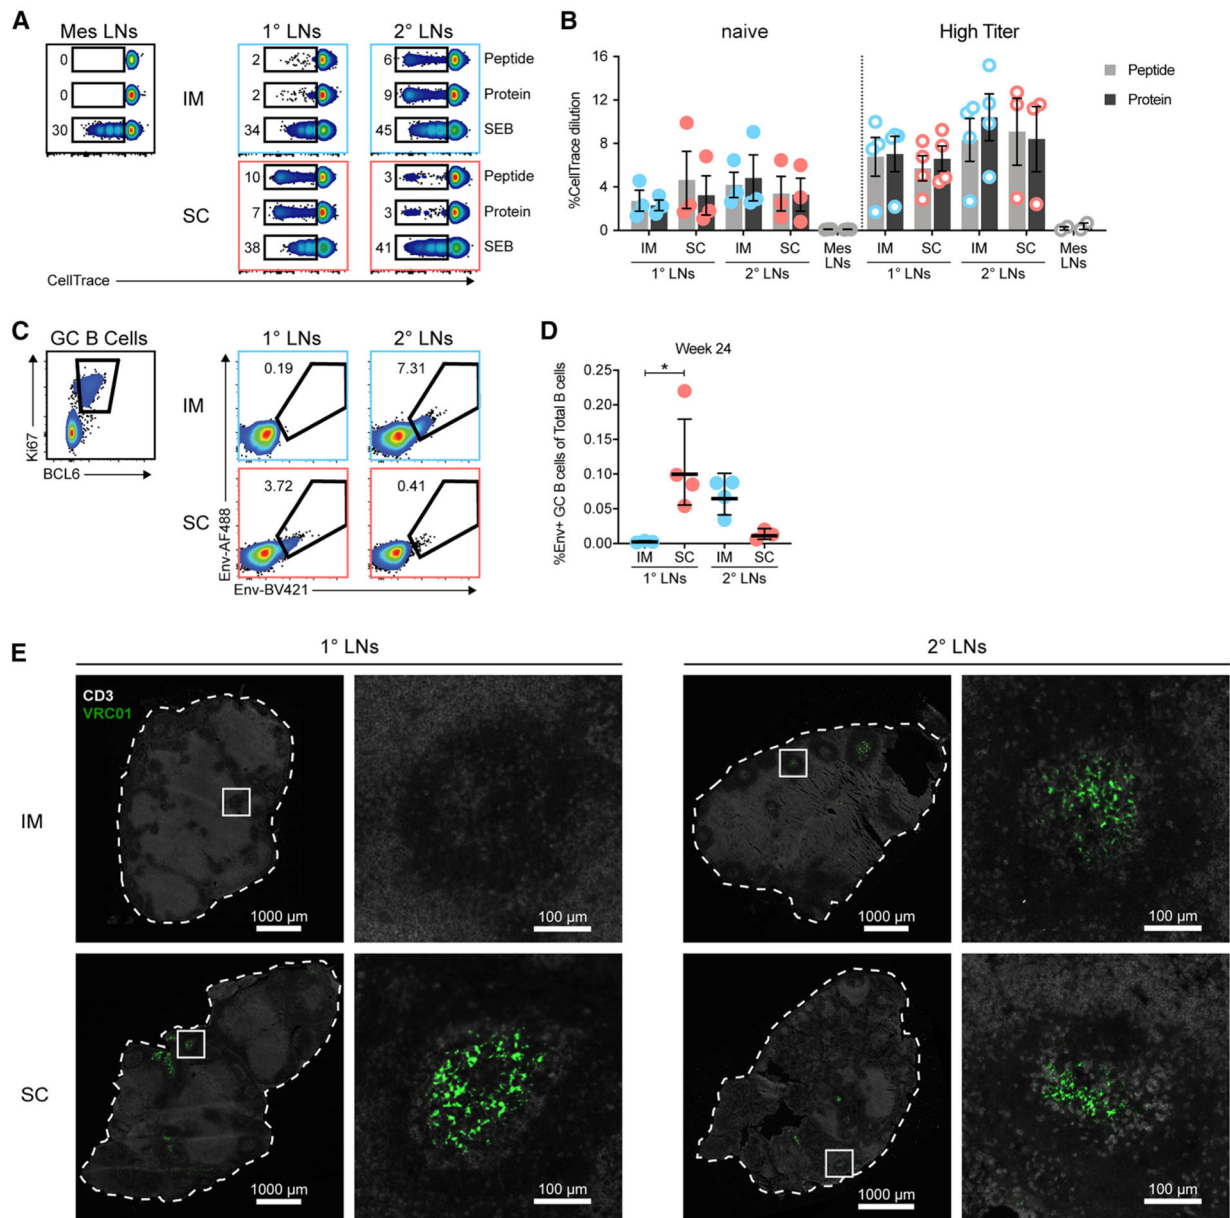 A
Mes LNs
1° LNs
2° LNs
0
0
30
IM
2
2
34
6
9
45
Peptide
Protein
SEB
SC
10
7
38
3
3
41
Peptide
Protein
SEB
CellTrace
B
naive
High Titer
Peptide
Protein
%CellTrace dilution
16
12
8
4
0
IM SC IM SC Mes LNs IM SC IM SC Mes LNs
1° LNs 2° LNs 1° LNs 2° LNs
C
GC B Cells
Ki67
BCL6
1° LNs
2° LNs
IM
0.19
7.31
SC
3.72
0.41
Env-AF488
Env-BV421
D
Week 24
*
%Env+ GC B cells of Total B cells
0.25
0.20
0.15
0.10
0.05
0.00
IM SC IM SC
1° LNs 2° LNs
E
1° LNs
2° LNs
CD3
VRC01
IM
1000 µm
100 µm
1000 µm
100 µm
SC
1000 µm
100 µm
1000 µm
100 µm